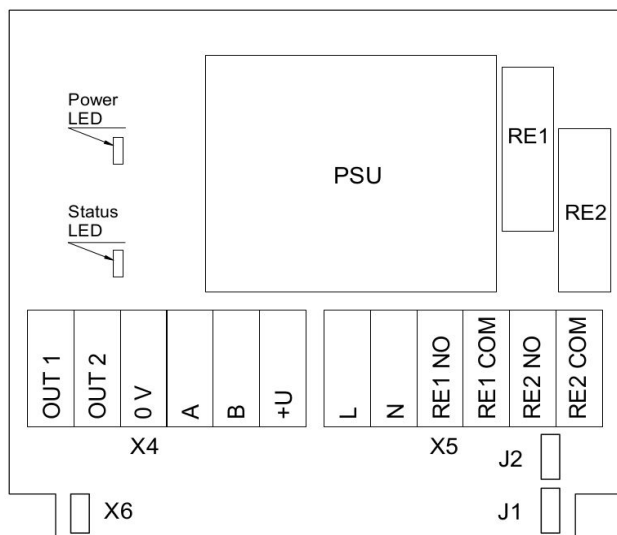 Power
LED
PSU
RE1
RE2
Status
LED
OUT 1
OUT 2
0 V
A
B
+U
L
N
RE1 NO
RE1 COM
RE2 NO
RE2 COM
X4
X5
J2
X6
J1